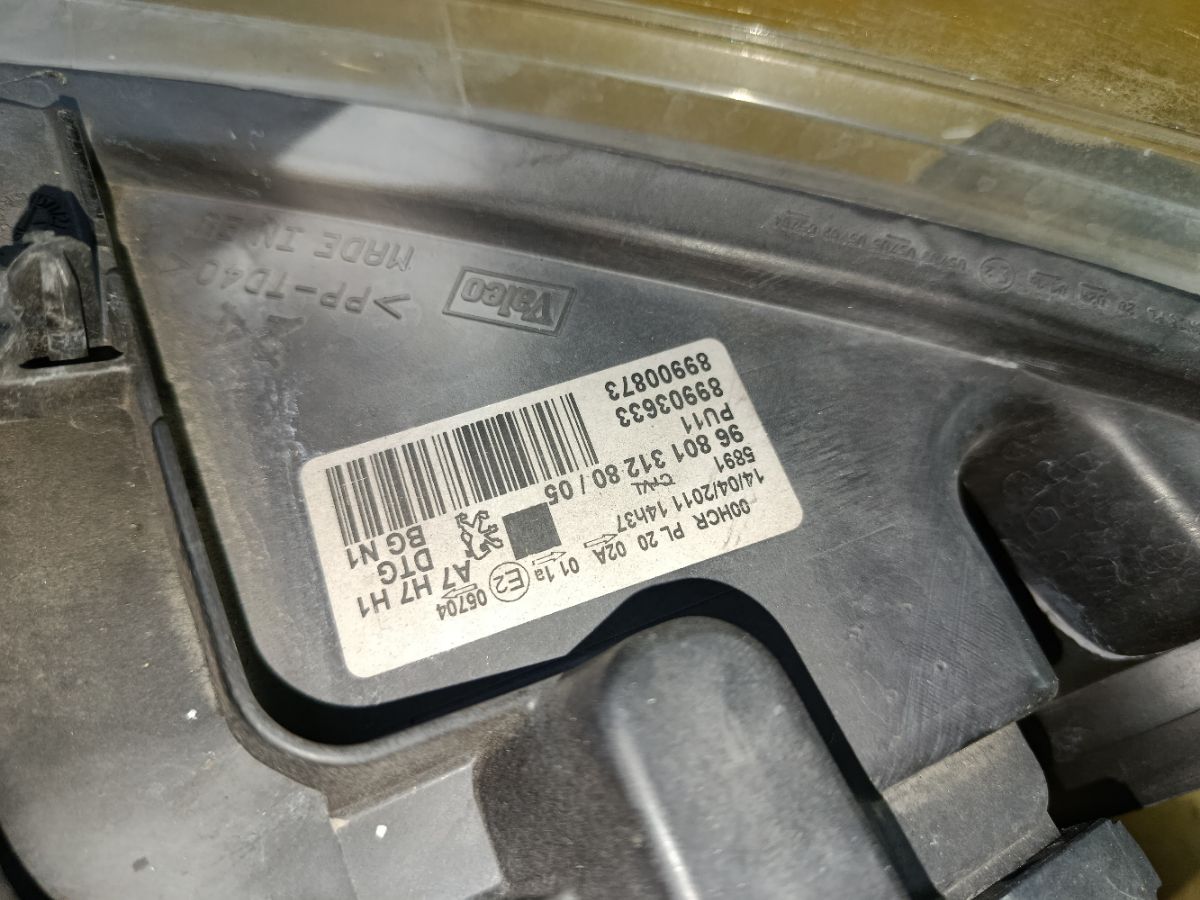 Valeo
MADE IN
>PP-TD40<
A7 H7 H1
DTG
BG N1
E2
05704
01 1a
00HCR PL 20 02A
14/04/2011 14h37
5891
96 801 312 80 / 05
PU11
89903633
89900873
E2